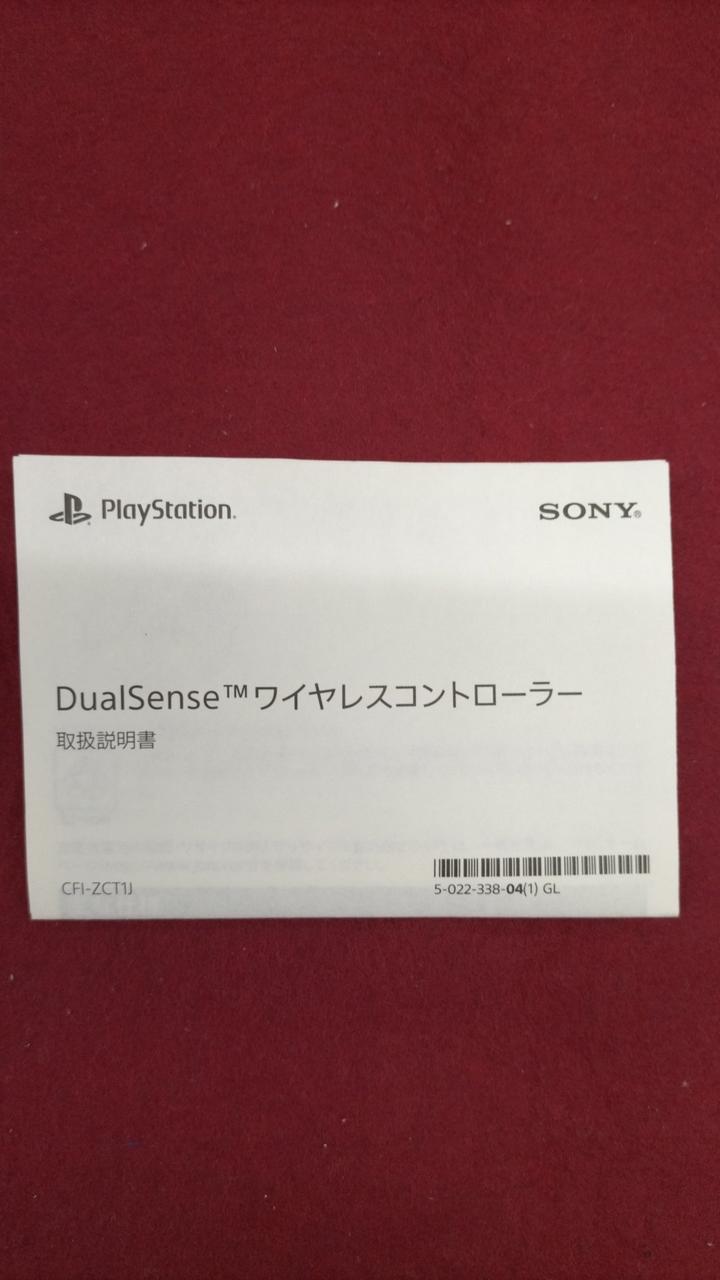 PlayStation®
SONY®
DualSense™ワイヤレスコントローラー
取扱説明書
CFI-ZCT1J
5-022-338-04(1) GL